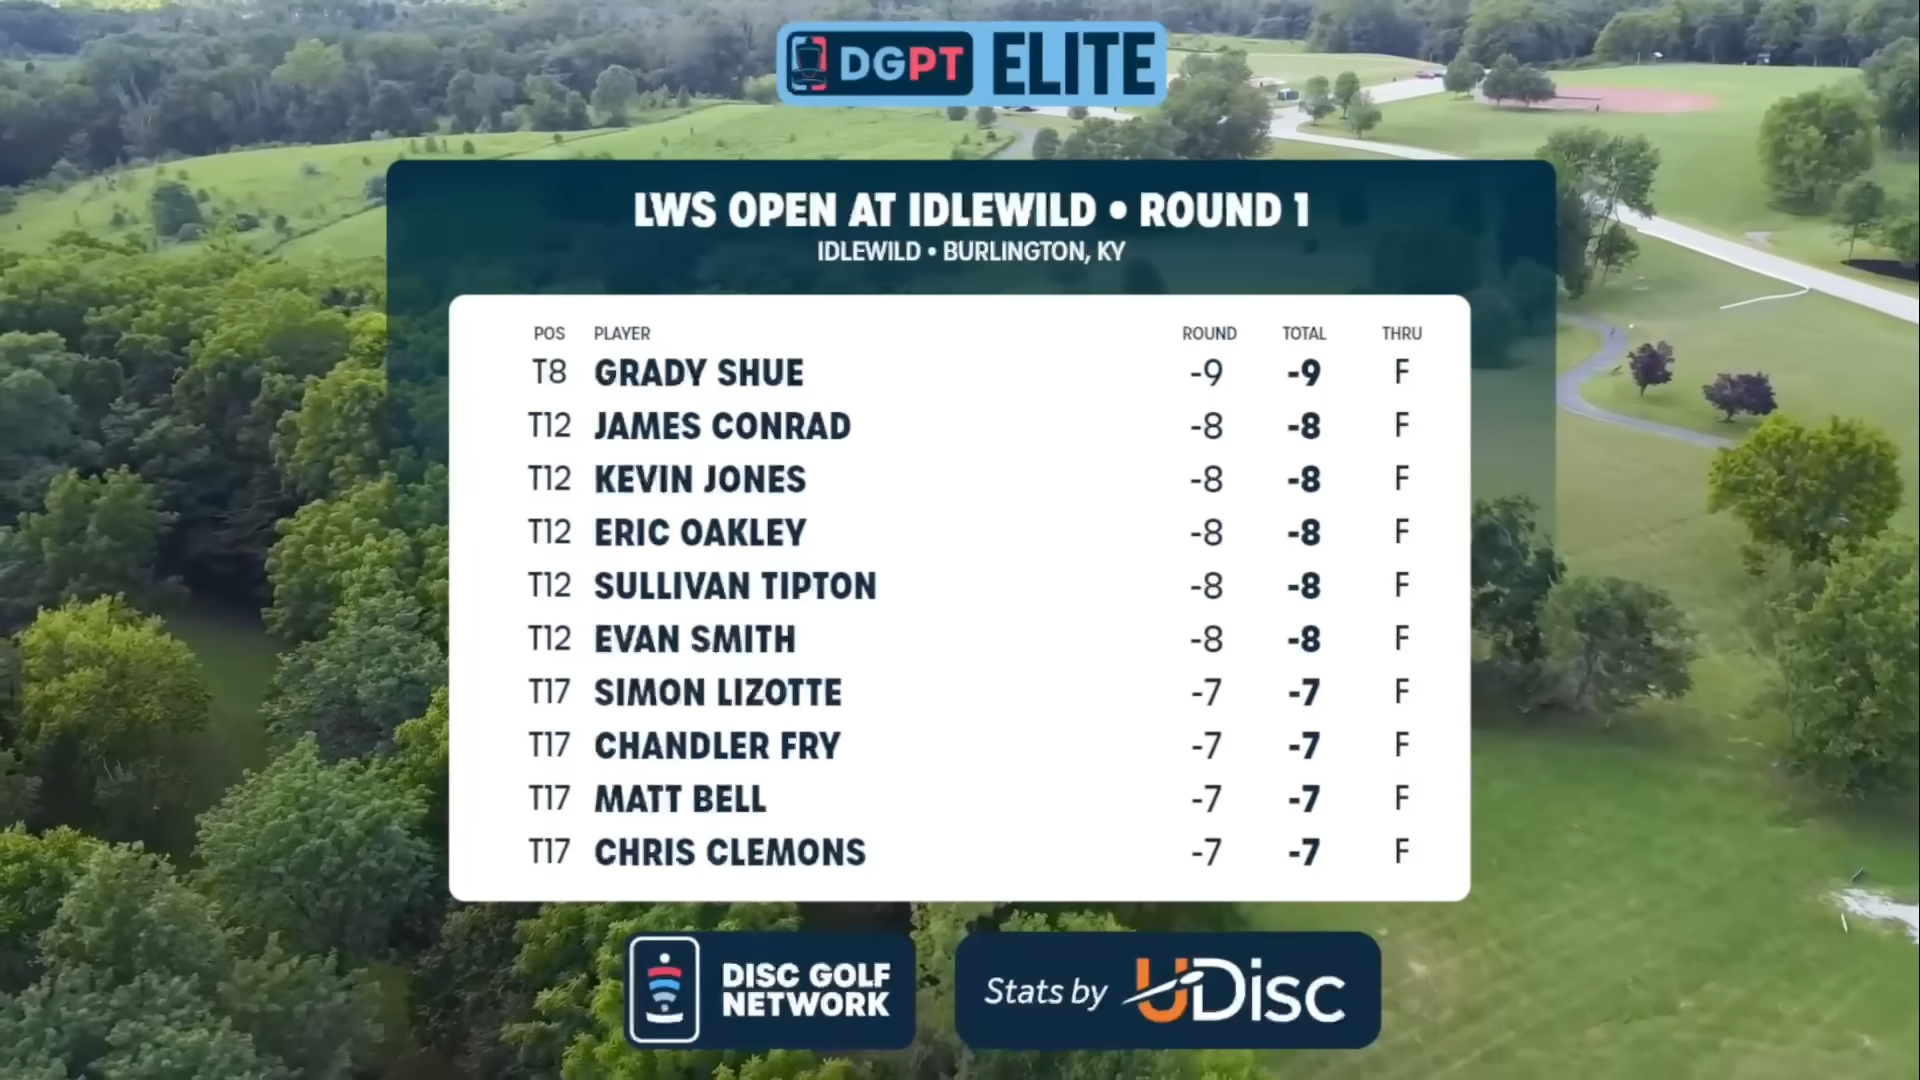 DGPT ELITE
LWS OPEN AT IDLEWILD • ROUND 1
IDLEWILD • BURLINGTON, KY
POS PLAYER ROUND TOTAL THRU
T8 GRADY SHUE -9 -9 F
T12 JAMES CONRAD -8 -8 F
T12 KEVIN JONES -8 -8 F
T12 ERIC OAKLEY -8 -8 F
T12 SULLIVAN TIPTON -8 -8 F
T12 EVAN SMITH -8 -8 F
T17 SIMON LIZOTTE -7 -7 F
T17 CHANDLER FRY -7 -7 F
T17 MATT BELL -7 -7 F
T17 CHRIS CLEMONS -7 -7 F
DISC GOLF
NETWORK
Stats by UDisc